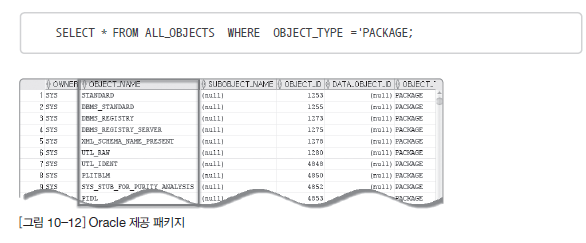 SELECT * FROM ALL_OBJECTS WHERE OBJECT_TYPE ='PACKAGE;
OWNER OBJECT_NAME SUBOBJECT_NAME OBJECT_ID DATA_OBJECT_ID OBJECT_T
1 SYS STANDARD (null) 1253 (null) PACKAGE
2 SYS DBMS_STANDARD (null) 1255 (null) PACKAGE
3 SYS DBMS_REGISTRY (null) 1273 (null) PACKAGE
4 SYS DBMS_REGISTRY_SERVER (null) 1275 (null) PACKAGE
5 SYS XML_SCHEMA_NAME_PRESENT (null) 1278 (null) PACKAGE
6 SYS UTL_RAW (null) 1280 (null) PACKAGE
7 SYS UTL_IDENT (null) 4848 (null) PACKAGE
8 SYS PLITBLM (null) 4850 (null) PACKAGE
9 SYS SYS_STUB_FOR_PURITY_ANALYSIS (null) 4852 (null) PACKAGE
PIDL (null) 4853 (null) PACKAGE
[그림 10-12] Oracle 제공 패키지